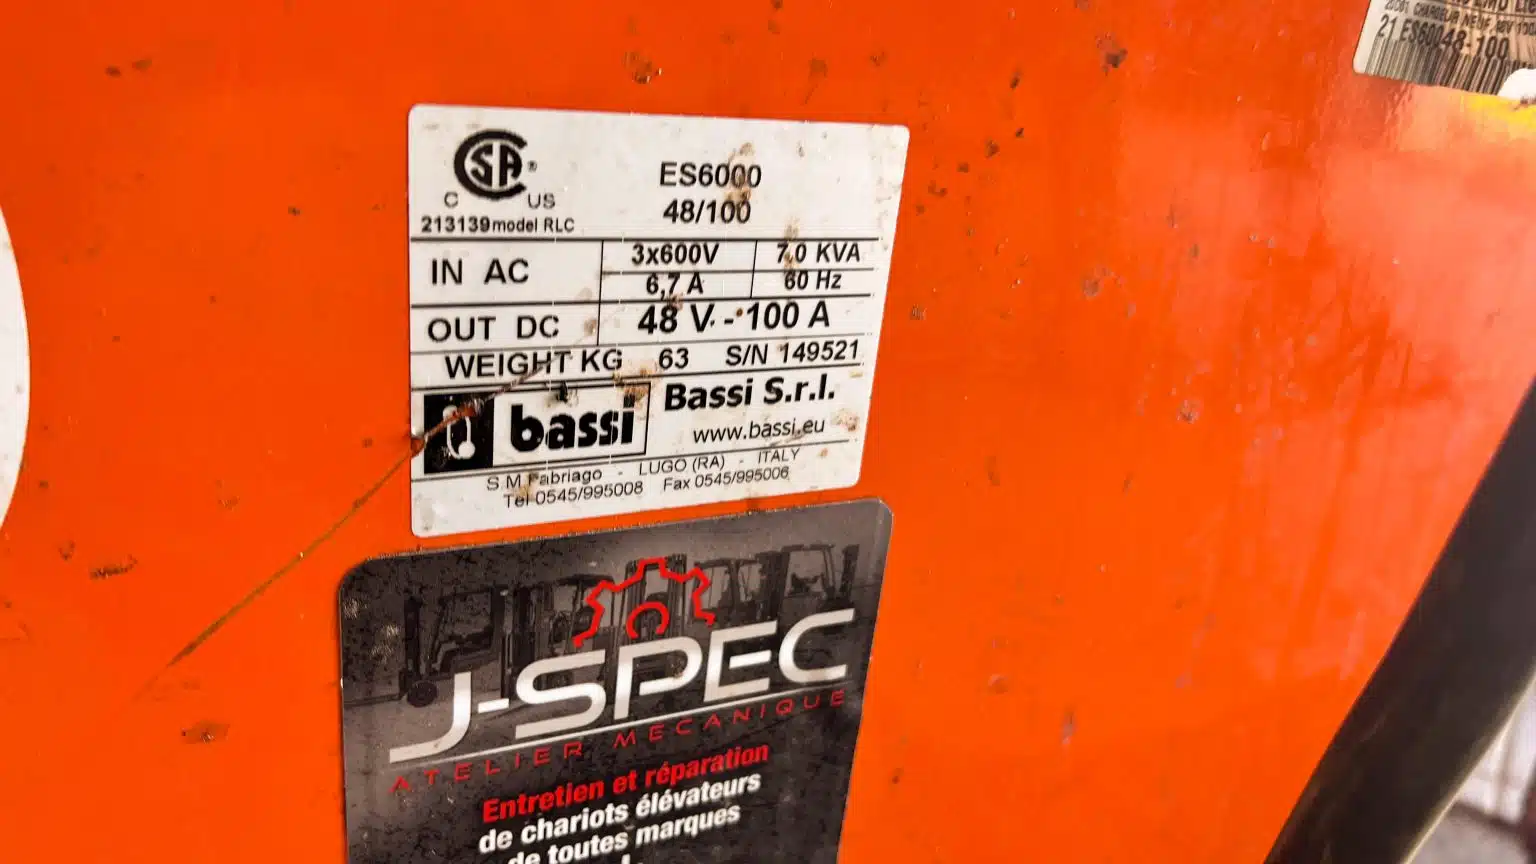 21 ES60048-100
CSA®
C US
213139 model RLC
ES6000
48/100
IN AC
3x600V
7.0 KVA
6,7 A
60 Hz
OUT DC
48 V - 100 A
WEIGHT KG 63 S/N 149521
bassi
Bassi S.r.l.
www.bassi.eu
S.M Fabriago - LUGO (RA) - ITALY
Tel 0545/995008 Fax 0545/995006
J-SPEC
ATELIER MÉCANIQUE
Entretien et réparation
de chariots élévateurs
de toutes marques